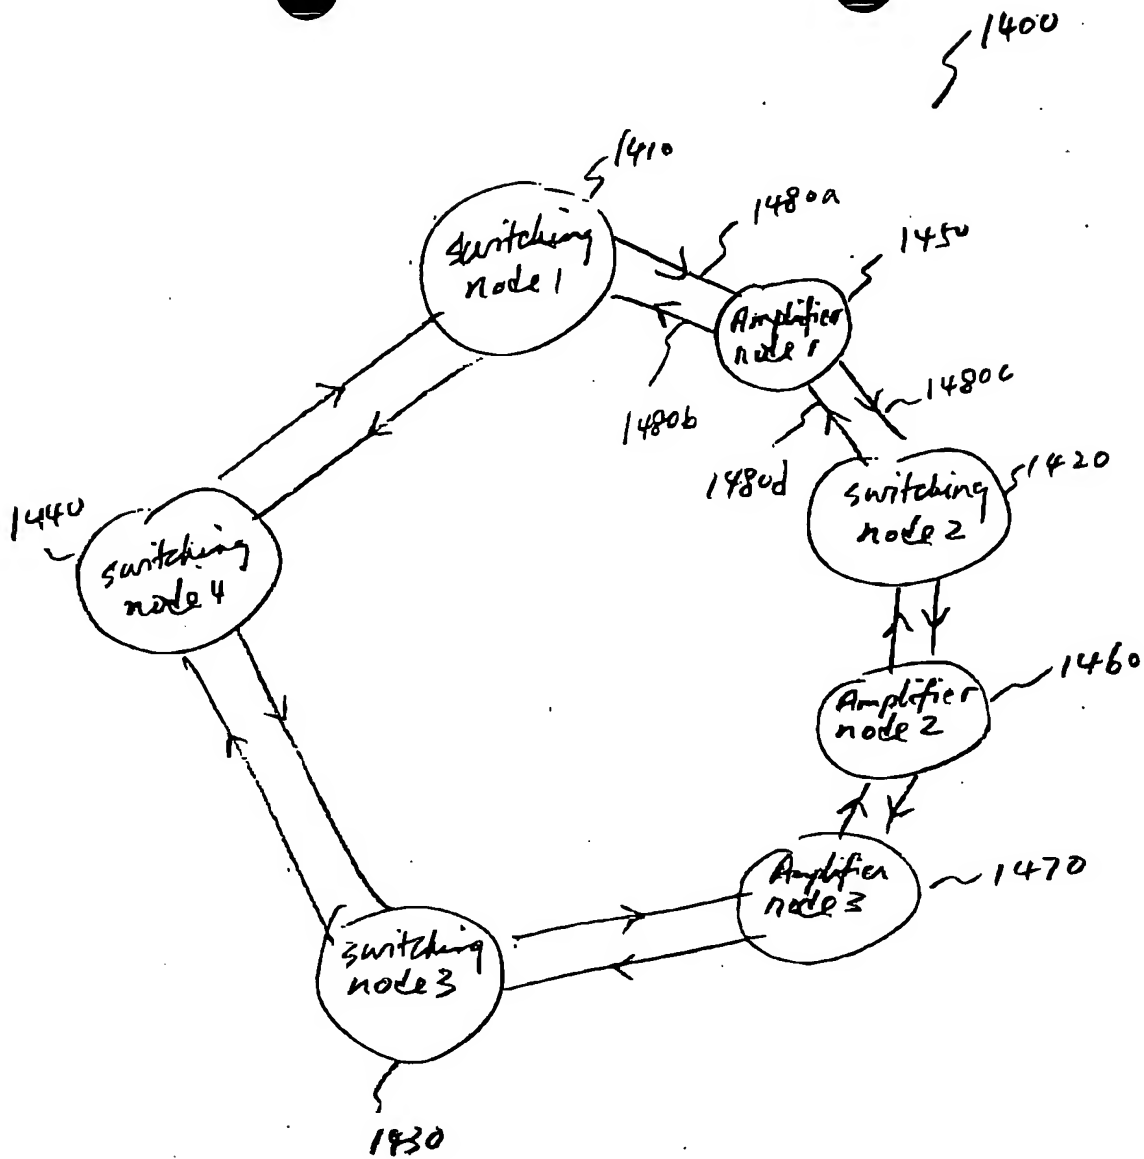 1400
1410
switching
node 1
1480a
1450
Amplifier
node 1
1480b
1480c
1480d
1420
switching
node 2
1440
switching
node 4
1460
Amplifier
node 2
1470
Amplifier
node 3
switching
node 3
1430